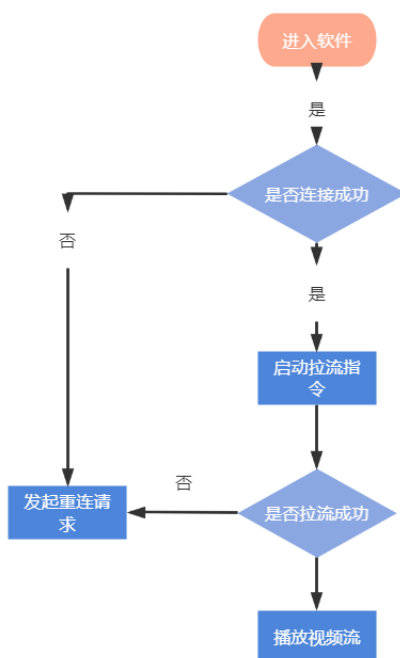 进入软件
是
是否连接成功
否
是
启动拉流指
令
否
发起重连请
求
是否拉流成功
播放视频流